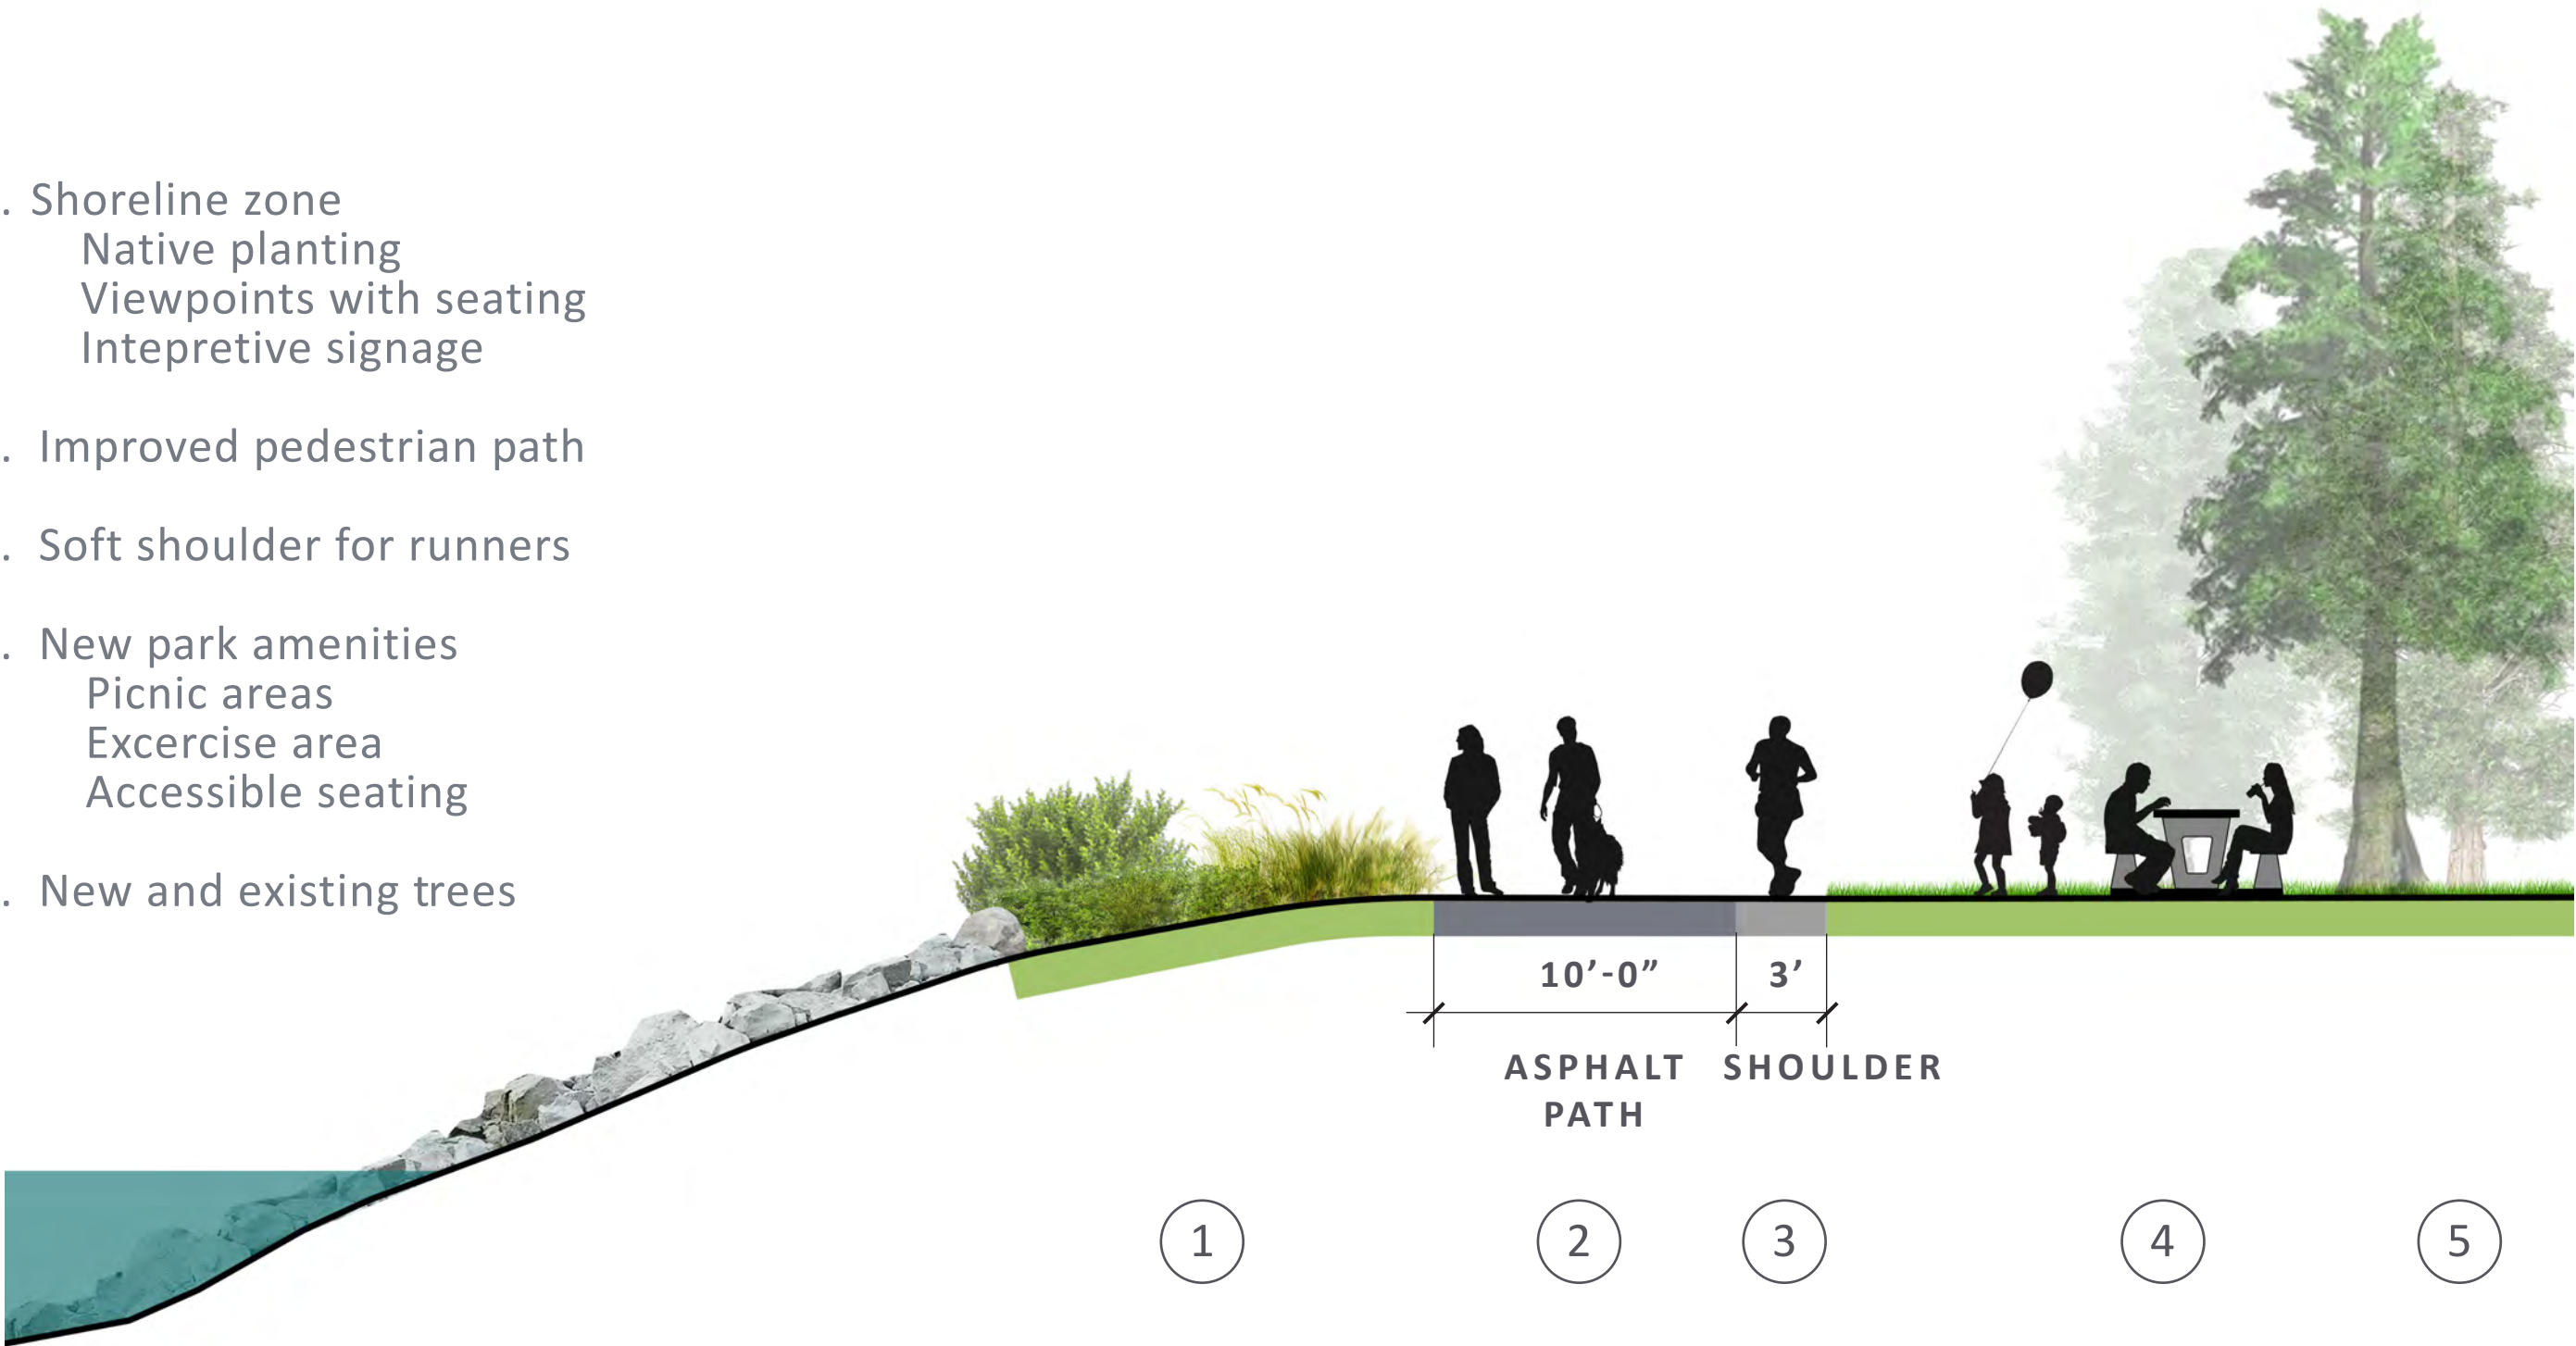 . Shoreline zone
Native planting
Viewpoints with seating
Intepretive signage
. Improved pedestrian path
. Soft shoulder for runners
. New park amenities
Picnic areas
Excercise area
Accessible seating
. New and existing trees
10’-0” 3’
ASPHALT SHOULDER
PATH
1 2 3 4 5